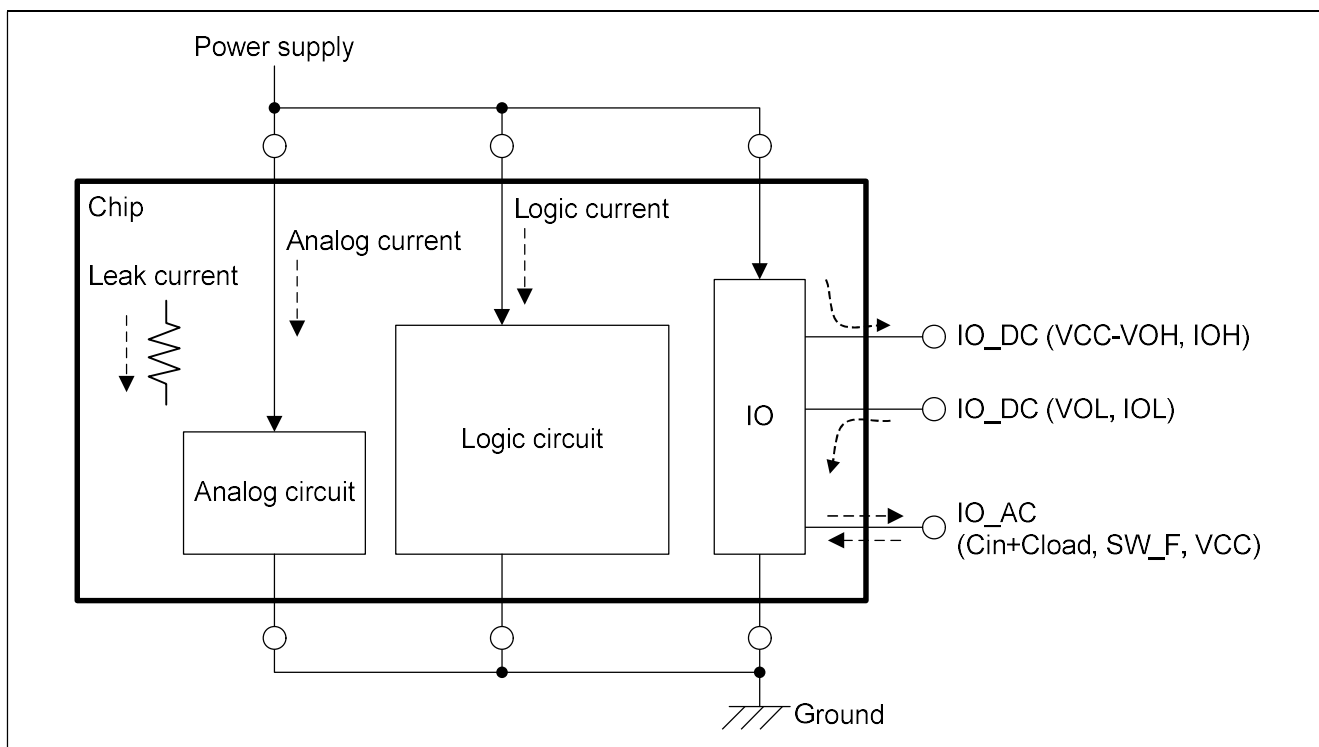 Power supply
Chip
Logic current
Analog current
Leak current
IO_DC (VCC-VOH, IOH)
IO_DC (VOL, IOL)
IO
Logic circuit
Analog circuit
IO_AC
(Cin+Cload, SW_F, VCC)
Ground